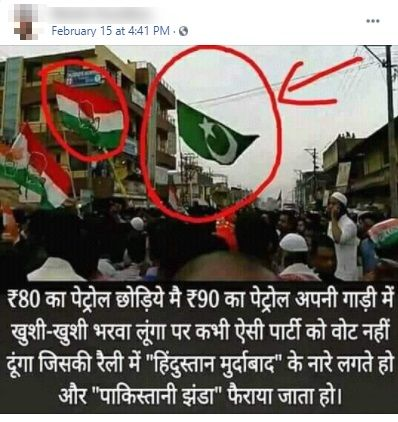 February 15 at 4:41 PM ·
₹80 का पेट्रोल छोड़िये मै ₹90 का पेट्रोल अपनी गाड़ी में
खुशी-खुशी भरवा लूंगा पर कभी ऐसी पार्टी को वोट नहीं
दूंगा जिसकी रैली में "हिंदुस्तान मुर्दाबाद" के नारे लगते हो
और "पाकिस्तानी झंडा" फैराया जाता हो।